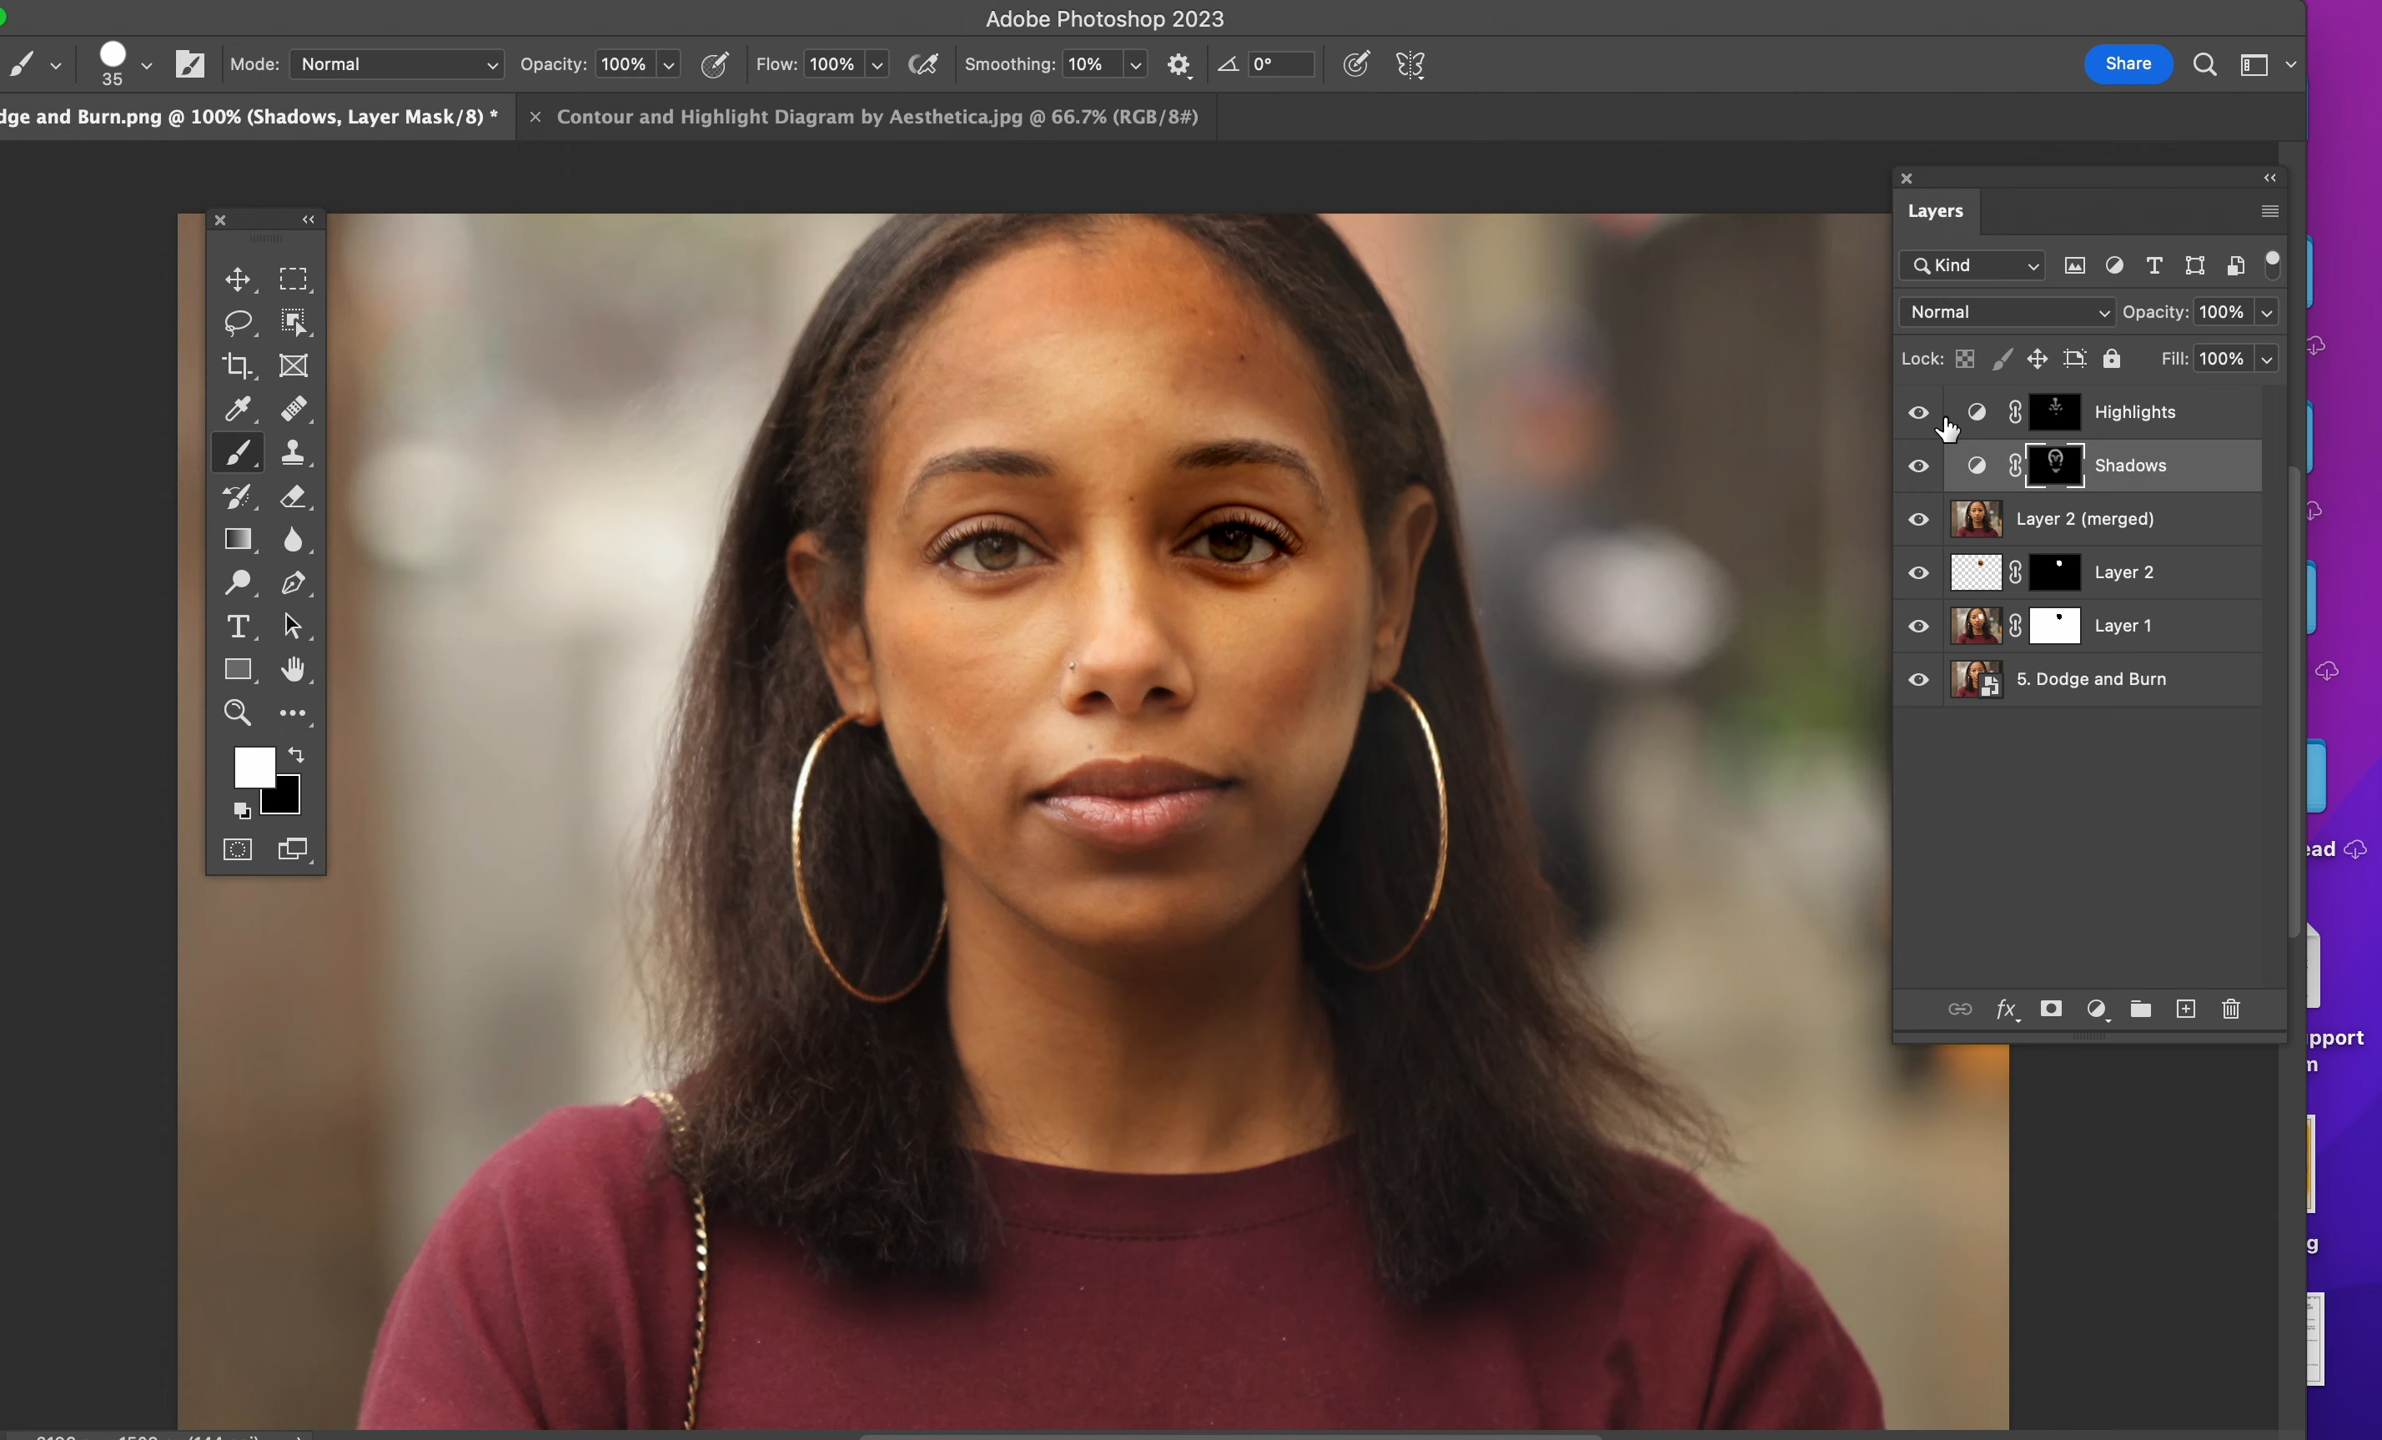 Adobe Photoshop 2023
35 Mode: Normal Opacity: 100% Flow: 100% Smoothing: 10% 0° Share
dge and Burn.png @ 100% (Shadows, Layer Mask/8) * × Contour and Highlight Diagram by Aesthetica.jpg @ 66.7% (RGB/8#)
Layers
Kind
Normal Opacity: 100%
Lock: Fill: 100%
Highlights
Shadows
Layer 2 (merged)
Layer 2
Layer 1
5. Dodge and Burn
fx
ead
pport
m
g